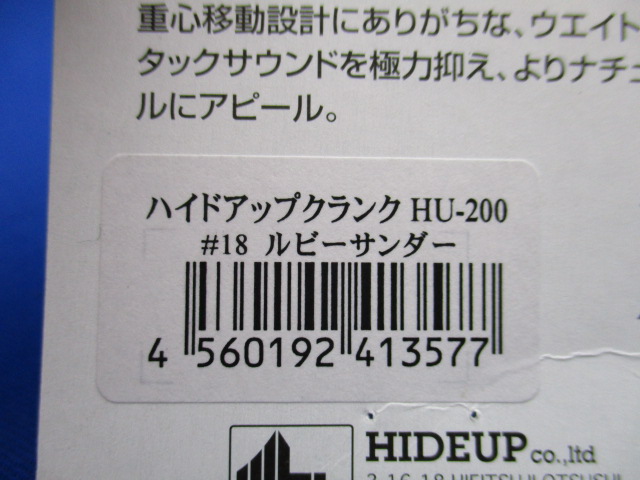 重心移動設計にありがちな、ウエイト
タックサウンドを極力抑え、よりナチュ
ルにアピール。
ハイドアップクランク HU-200
#18 ルビーサンダー
4 560192 413577
HIDEUP co.,ltd